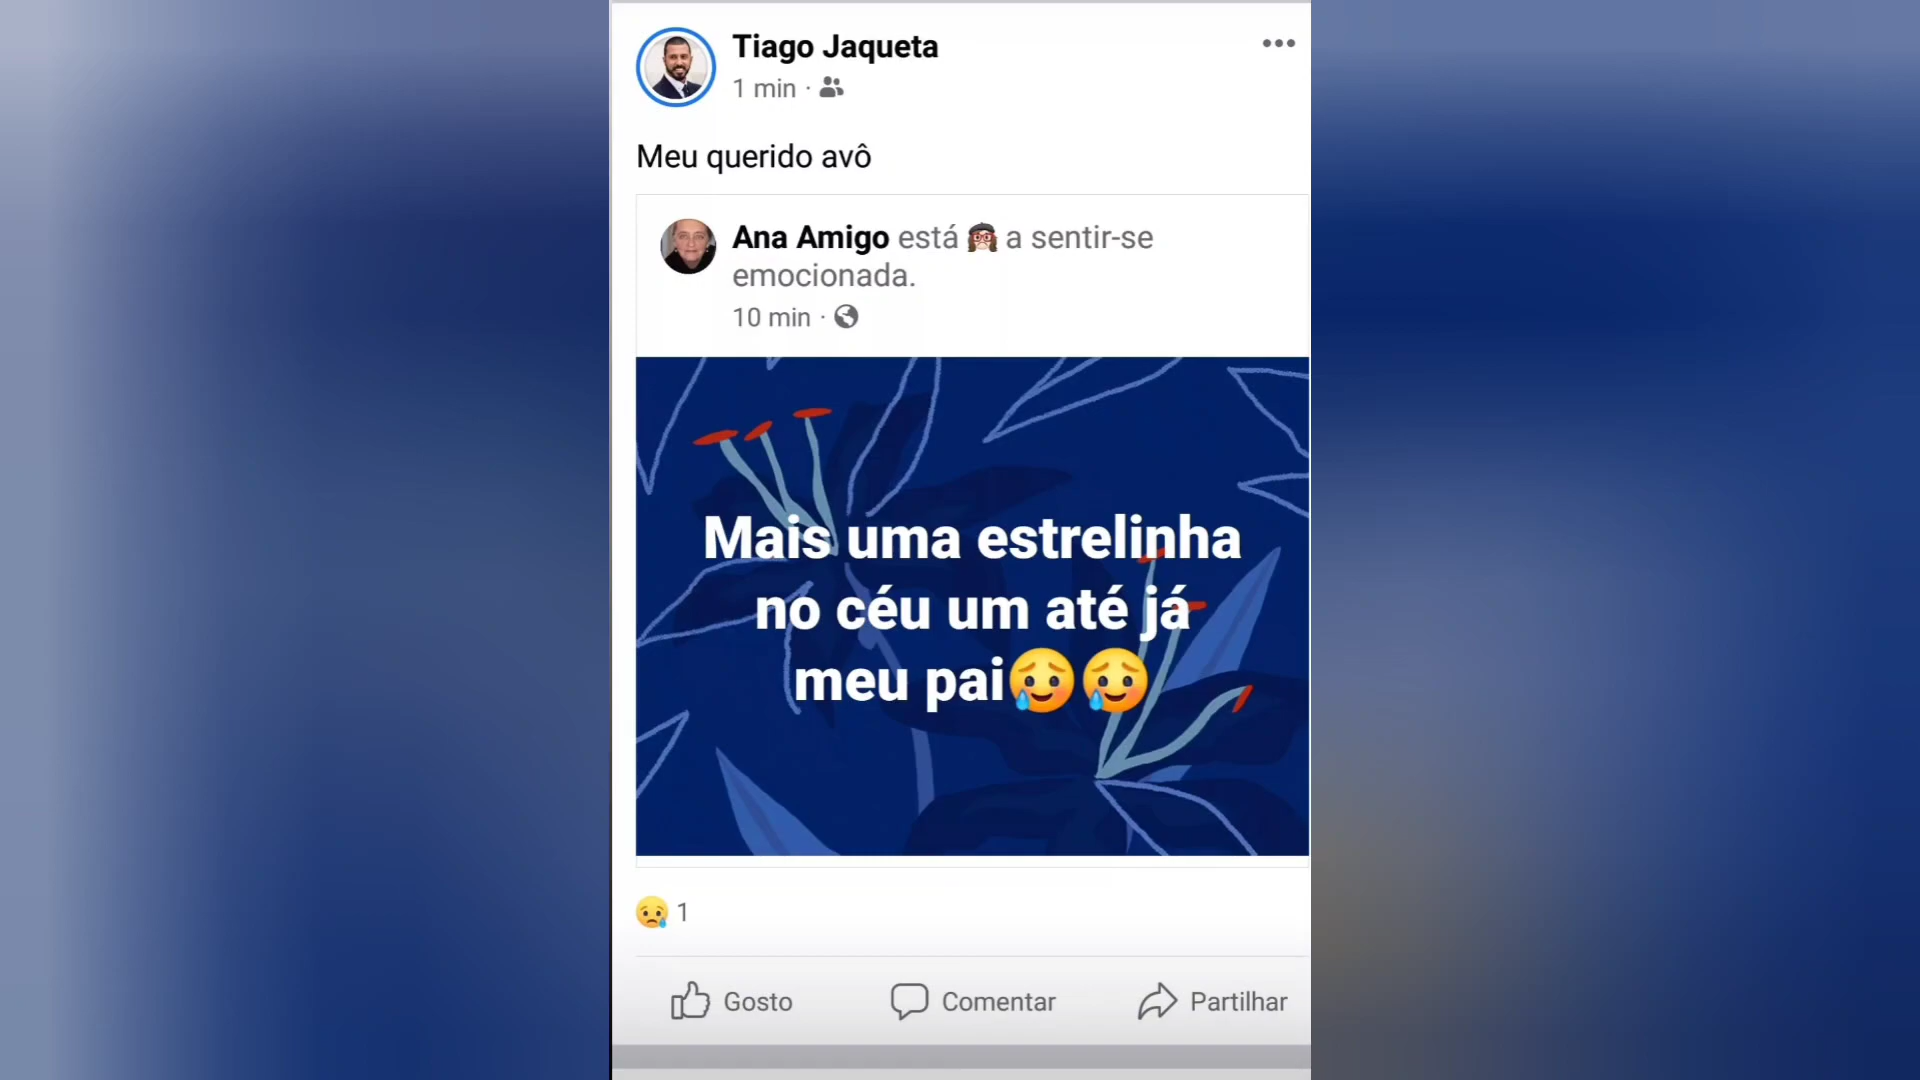 Tiago Jaqueta
1 min ·
Meu querido avô
Ana Amigo está a sentir-se
emocionada.
10 min ·
Mais uma estrelinha
no céu um até já
meu pai🥲🥲
1
Gosto
Comentar
Partilhar